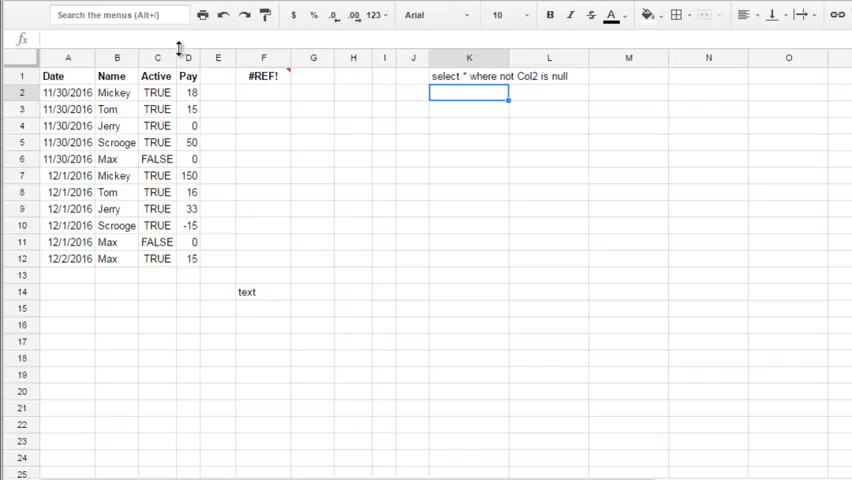 Search the menus (Alt+/) $ % .0 .00 123 Arial 10 B I S A
fx
A B C D E F G H I J K L M N O
1 Date Name Active Pay #REF! select * where not Col2 is null
2 11/30/2016 Mickey TRUE 18
3 11/30/2016 Tom TRUE 15
4 11/30/2016 Jerry TRUE 0
5 11/30/2016 Scrooge TRUE 50
6 11/30/2016 Max FALSE 0
7 12/1/2016 Mickey TRUE 150
8 12/1/2016 Tom TRUE 16
9 12/1/2016 Jerry TRUE 33
10 12/1/2016 Scrooge TRUE -15
11 12/1/2016 Max FALSE 0
12 12/2/2016 Max TRUE 15
13
14 text
15
16
17
18
19
20
21
22
23
24
25